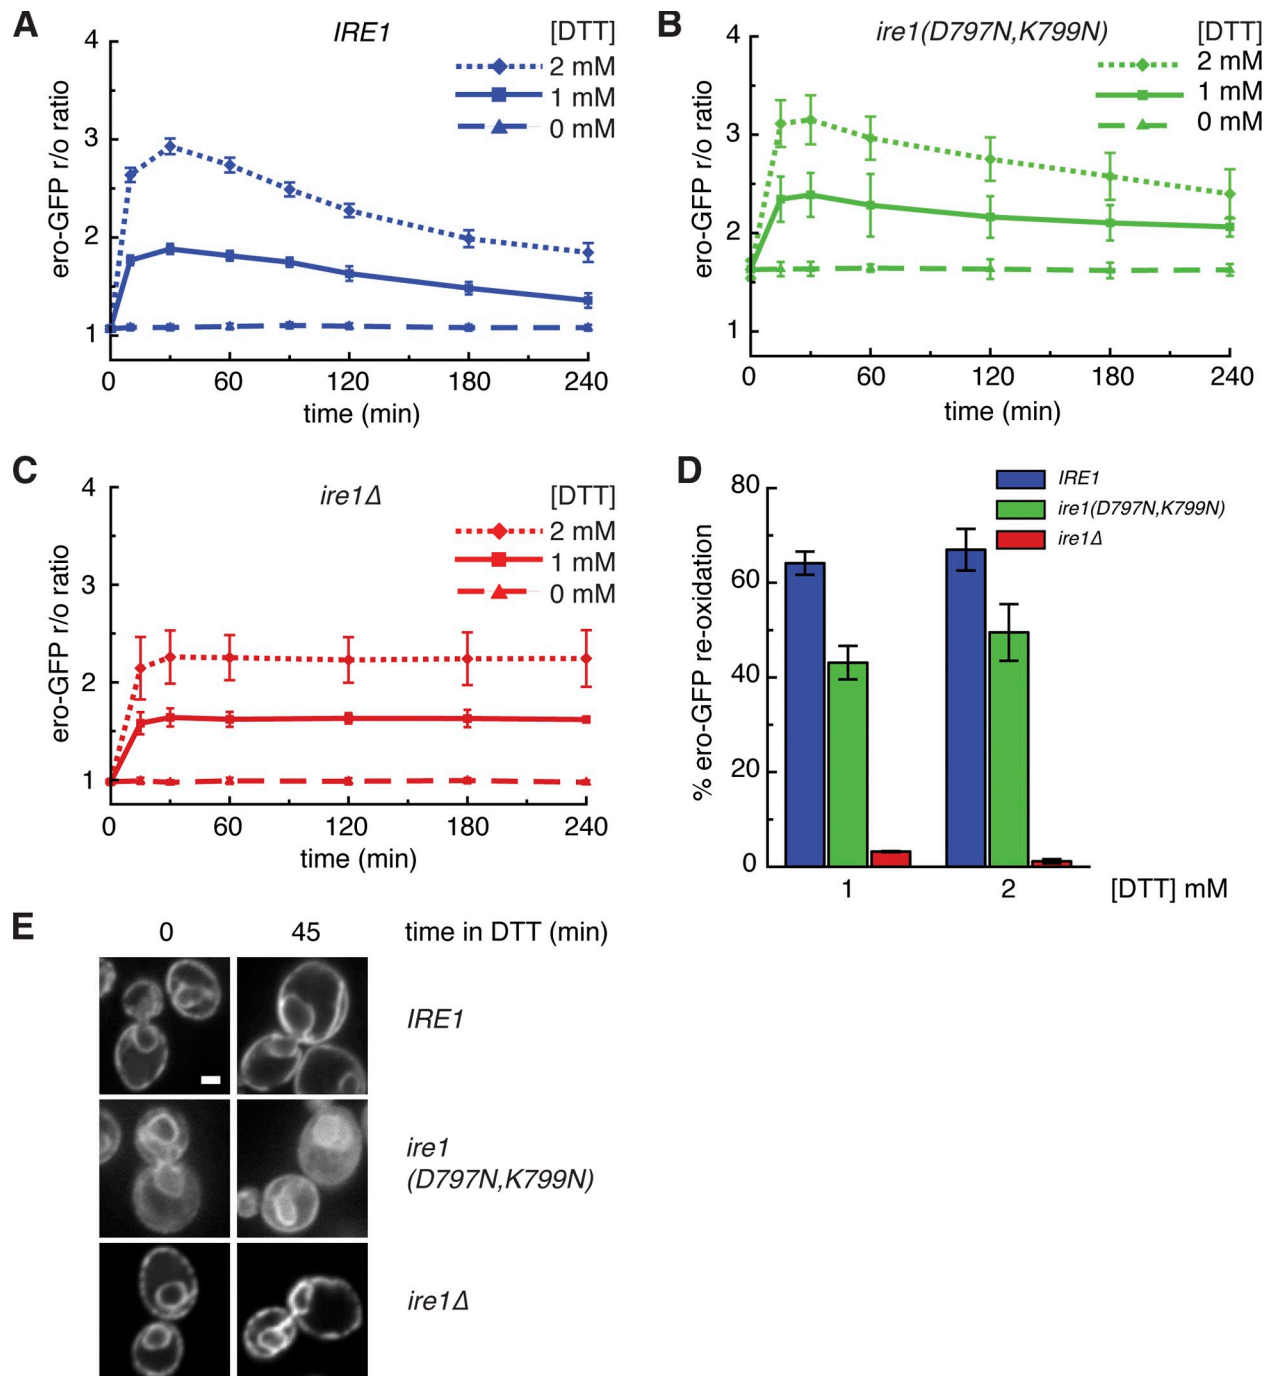 A
IRE1
[DTT]
2 mM
1 mM
0 mM
ero-GFP r/o ratio
4
3
2
1
0 60 120 180 240
time (min)
B
ire1(D797N,K799N)
[DTT]
2 mM
1 mM
0 mM
ero-GFP r/o ratio
4
3
2
1
0 60 120 180 240
time (min)
C
ire1Δ
[DTT]
2 mM
1 mM
0 mM
ero-GFP r/o ratio
4
3
2
1
0 60 120 180 240
time (min)
D
IRE1
ire1(D797N,K799N)
ire1Δ
% ero-GFP re-oxidation
80
60
40
20
0
1 2 [DTT] mM
E
0 45 time in DTT (min)
IRE1
ire1
(D797N,K799N)
ire1Δ